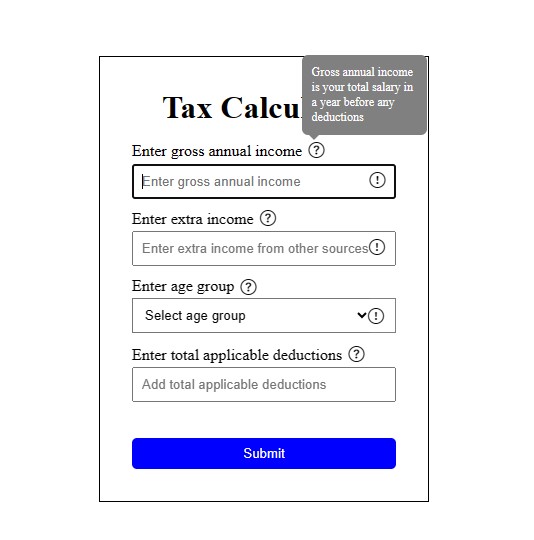 Gross annual income
is your total salary in
a year before any
deductions
Tax Calcu
Enter gross annual income ?
Enter gross annual income !
Enter extra income ?
Enter extra income from other sources !
Enter age group ?
Select age group !
Enter total applicable deductions ?
Add total applicable deductions
Submit